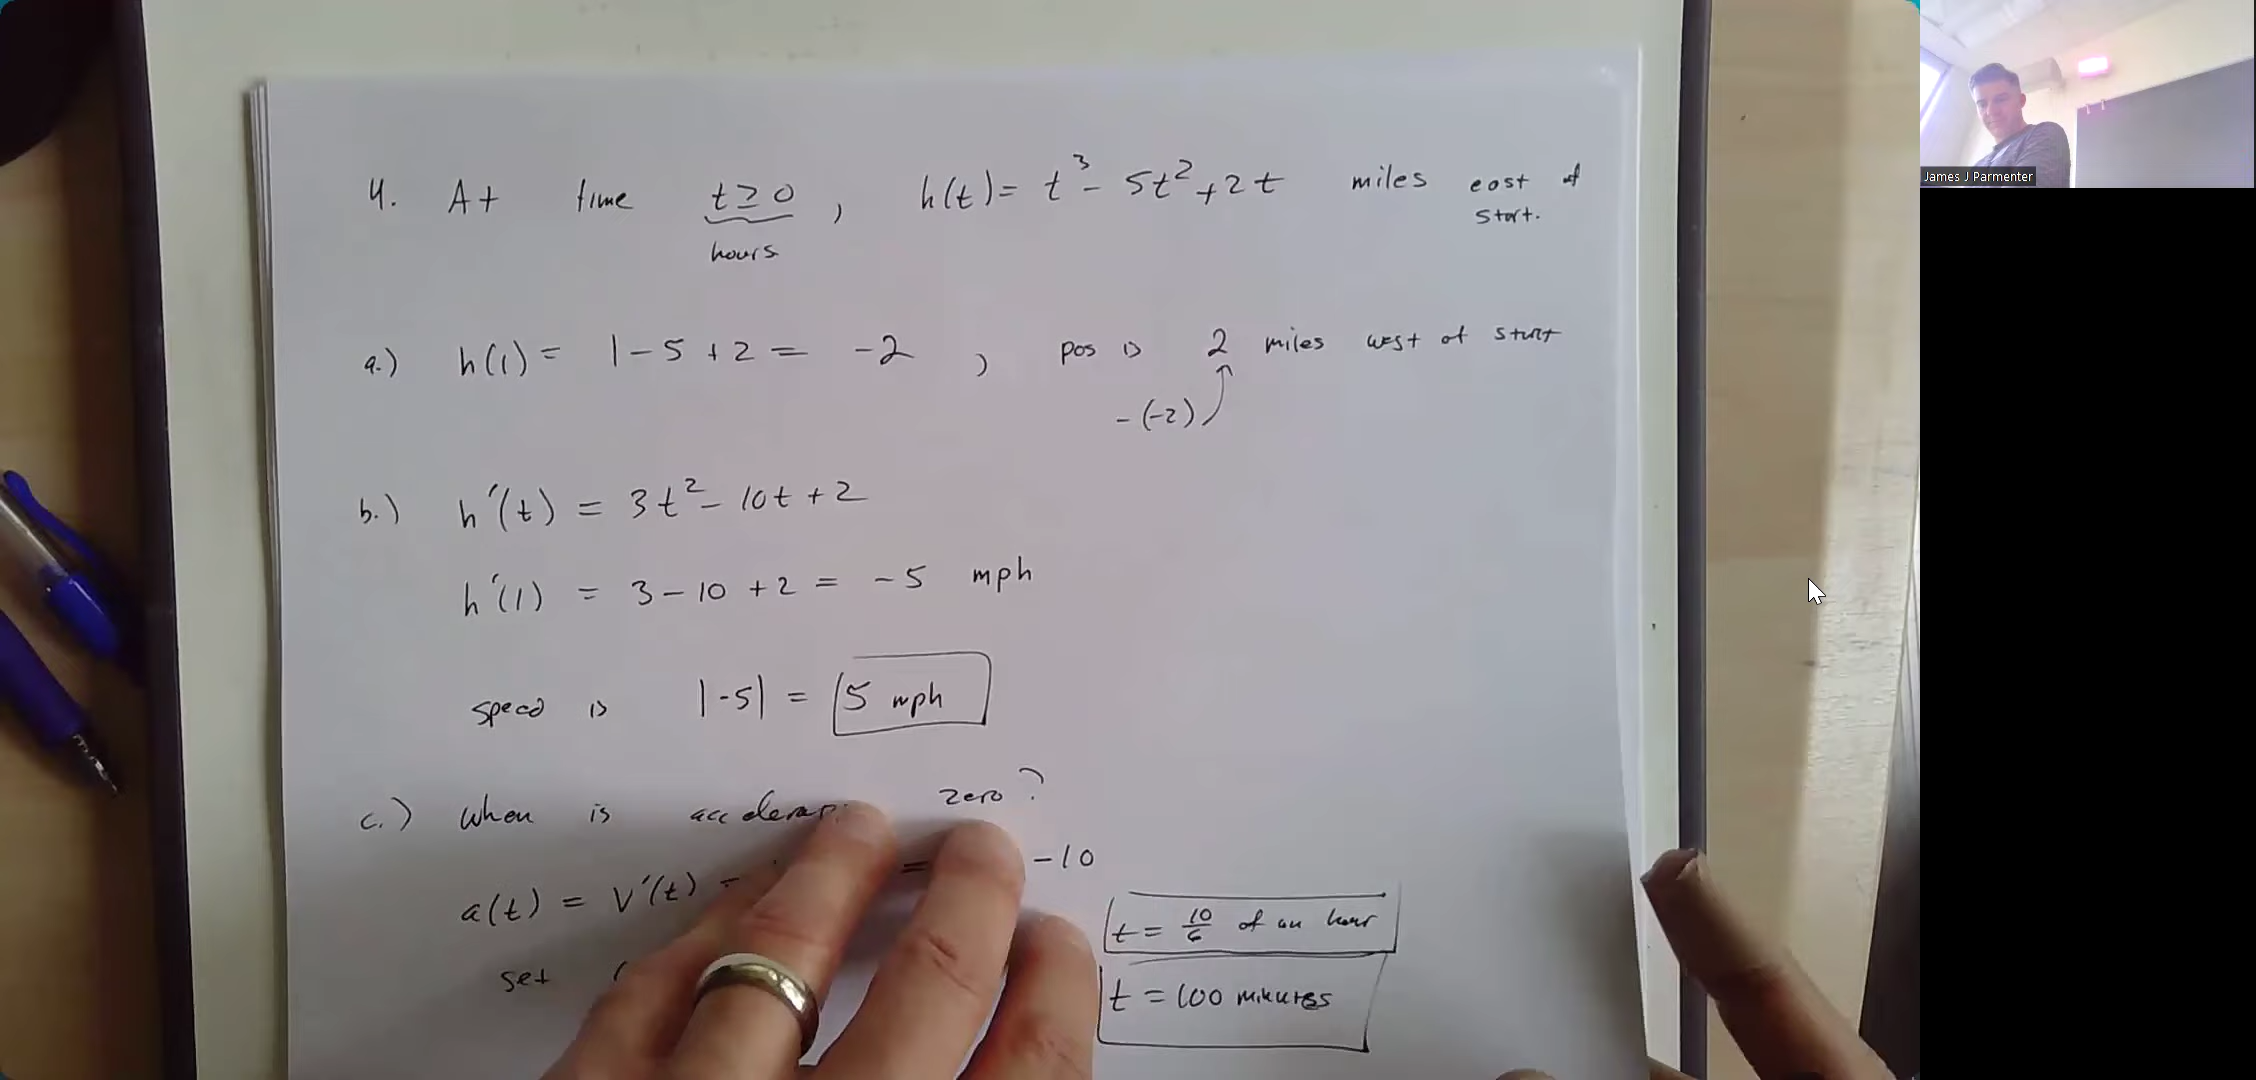 4. At time t ≥ 0, h(t) = t³ - 5t² + 2t miles east of start.
hours
a.) h(1) = 1 - 5 + 2 = -2, pos is 2 miles west of start
-(-2)
b.) h'(t) = 3t² - 10t + 2
h'(1) = 3 - 10 + 2 = -5 mph
speed is |-5| = 5 mph
c.) when is zero?
a(t) = v'(t) = -10
t = 10/6 of an hour
set
t = 100 minutes
James J Parmenter